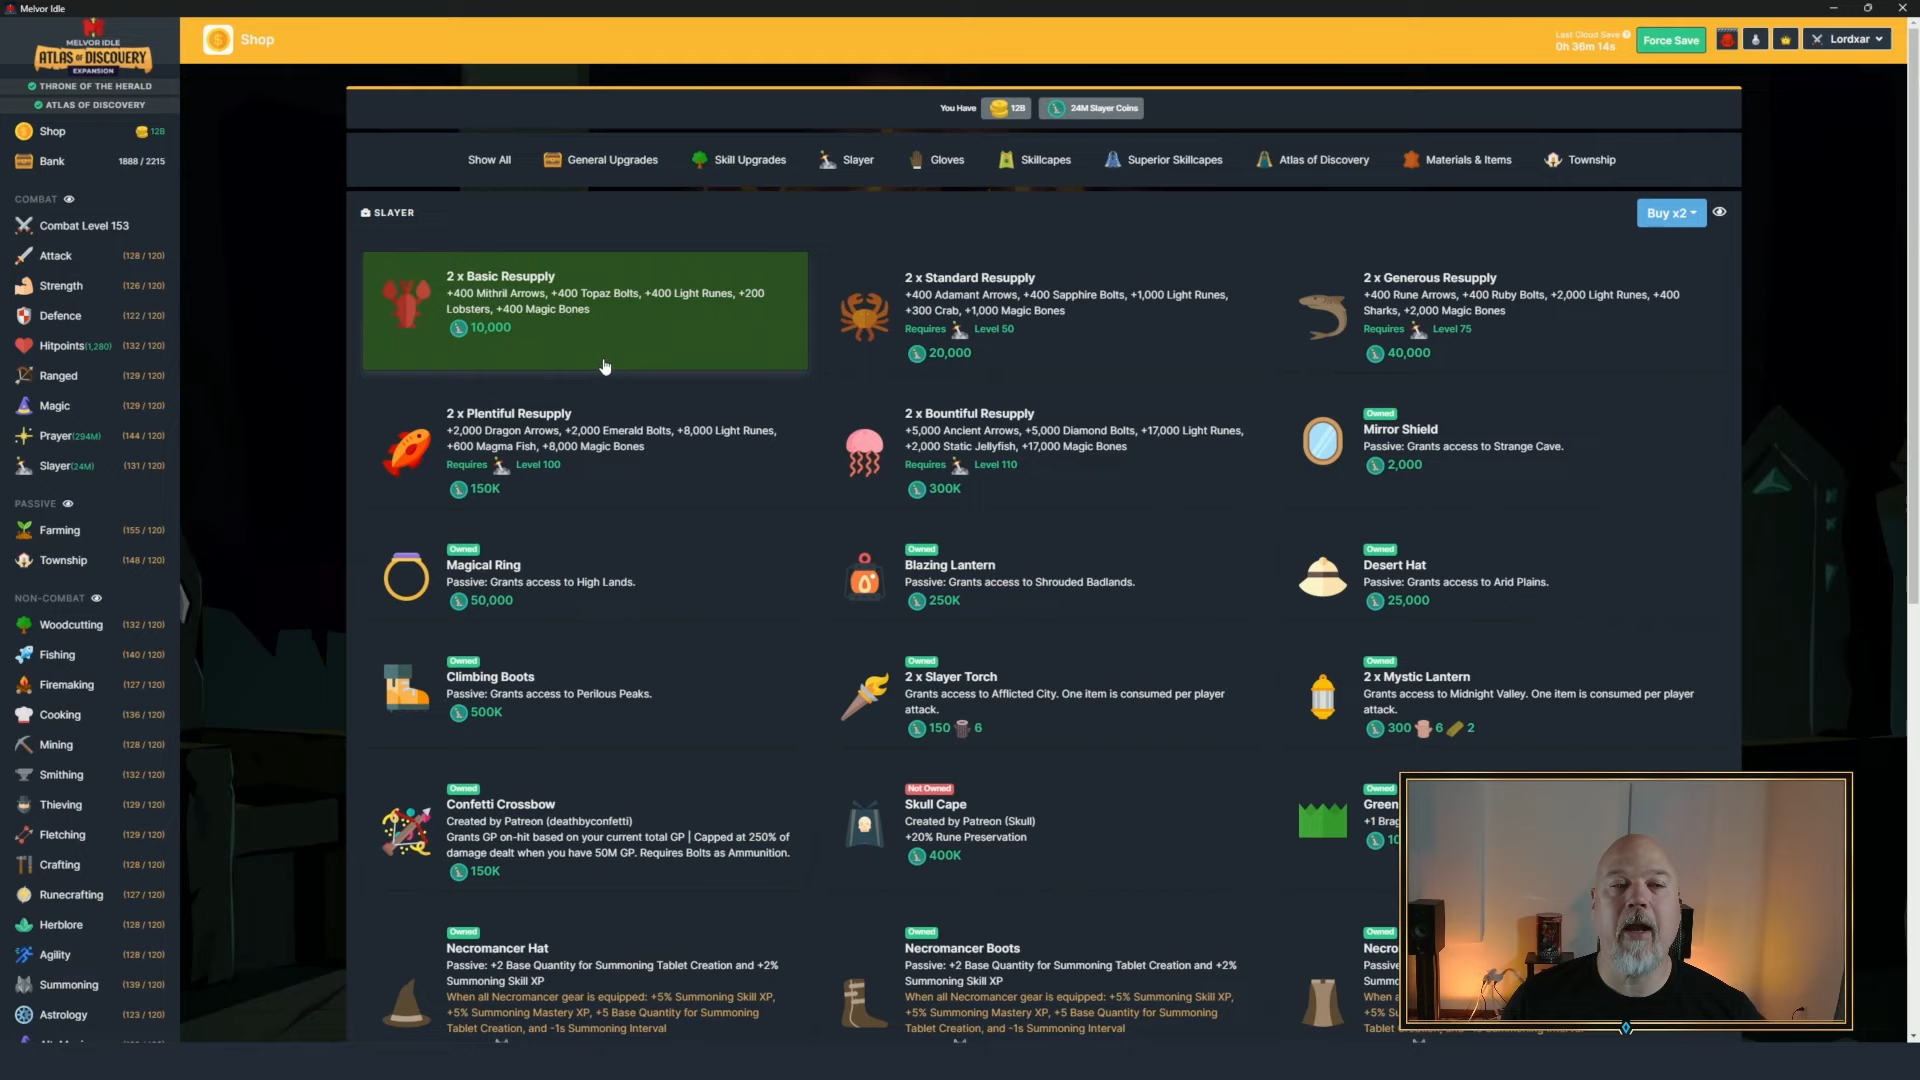 Melvor Idle
MELVOR IDLE
ATLAS OF DISCOVERY
EXPANSION
THRONE OF THE HERALD
ATLAS OF DISCOVERY
Shop 12B
Bank 1888 / 2215
COMBAT
Combat Level 153
Attack (128 / 120)
Strength (126 / 120)
Defence (122 / 120)
Hitpoints(1,280) (132 / 120)
Ranged (129 / 120)
Magic (129 / 120)
Prayer(294M) (144 / 120)
Slayer(24M) (131 / 120)
PASSIVE
Farming (155 / 120)
Township (148 / 120)
NON-COMBAT
Woodcutting (132 / 120)
Fishing (140 / 120)
Firemaking (127 / 120)
Cooking (136 / 120)
Mining (128 / 120)
Smithing (132 / 120)
Thieving (129 / 120)
Fletching (129 / 120)
Crafting (128 / 120)
Runecrafting (127 / 120)
Herblore (128 / 120)
Agility (128 / 120)
Summoning (139 / 120)
Astrology (123 / 120)
Shop
Last Cloud Save
0h 36m 14s
Force Save
Lordxar
You Have 12B 24M Slayer Coins
Show All General Upgrades Skill Upgrades Slayer Gloves Skillcapes Superior Skillcapes Atlas of Discovery Materials & Items Township
SLAYER
Buy x2
2 x Basic Resupply
+400 Mithril Arrows, +400 Topaz Bolts, +400 Light Runes, +200
Lobsters, +400 Magic Bones
10,000
2 x Standard Resupply
+400 Adamant Arrows, +400 Sapphire Bolts, +1,000 Light Runes,
+300 Crab, +1,000 Magic Bones
Requires Level 50
20,000
2 x Generous Resupply
+400 Rune Arrows, +400 Ruby Bolts, +2,000 Light Runes, +400
Sharks, +2,000 Magic Bones
Requires Level 75
40,000
2 x Plentiful Resupply
+2,000 Dragon Arrows, +2,000 Emerald Bolts, +8,000 Light Runes,
+600 Magma Fish, +8,000 Magic Bones
Requires Level 100
150K
2 x Bountiful Resupply
+5,000 Ancient Arrows, +5,000 Diamond Bolts, +17,000 Light Runes,
+2,000 Static Jellyfish, +17,000 Magic Bones
Requires Level 110
300K
Owned
Mirror Shield
Passive: Grants access to Strange Cave.
2,000
Owned
Magical Ring
Passive: Grants access to High Lands.
50,000
Owned
Blazing Lantern
Passive: Grants access to Shrouded Badlands.
250K
Owned
Desert Hat
Passive: Grants access to Arid Plains.
25,000
Owned
Climbing Boots
Passive: Grants access to Perilous Peaks.
500K
Owned
2 x Slayer Torch
Grants access to Afflicted City. One item is consumed per player
attack.
150 6
Owned
2 x Mystic Lantern
Grants access to Midnight Valley. One item is consumed per player
attack.
300 6 2
Owned
Confetti Crossbow
Created by Patreon (deathbyconfetti)
Grants GP on-hit based on your current total GP | Capped at 250% of
damage dealt when you have 50M GP. Requires Bolts as Ammunition.
150K
Not Owned
Skull Cape
Created by Patreon (Skull)
+20% Rune Preservation
400K
Owned
Green
+1 Brag
10
Owned
Necromancer Hat
Passive: +2 Base Quantity for Summoning Tablet Creation and +2%
Summoning Skill XP
When all Necromancer gear is equipped: +5% Summoning Skill XP,
+5% Summoning Mastery XP, +5 Base Quantity for Summoning
Tablet Creation, and -1s Summoning Interval
Owned
Necromancer Boots
Passive: +2 Base Quantity for Summoning Tablet Creation and +2%
Summoning Skill XP
When all Necromancer gear is equipped: +5% Summoning Skill XP,
+5% Summoning Mastery XP, +5 Base Quantity for Summoning
Tablet Creation, and -1s Summoning Interval
Owned
Necro
Passive
Summo
When a
+5% Su
Tablet